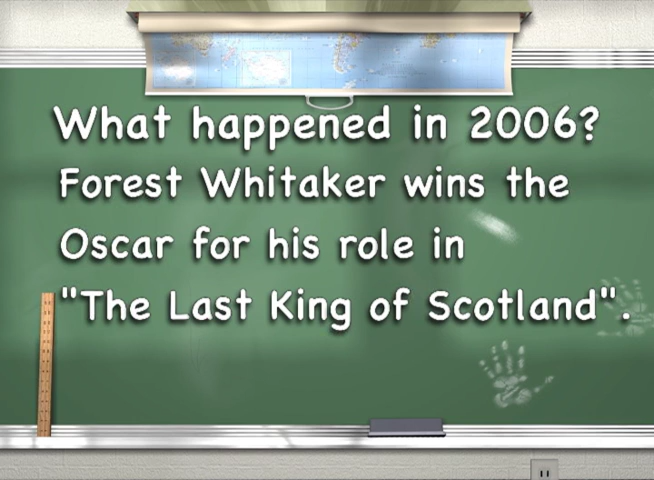 What happened in 2006?
Forest Whitaker wins the
Oscar for his role in
"The Last King of Scotland".